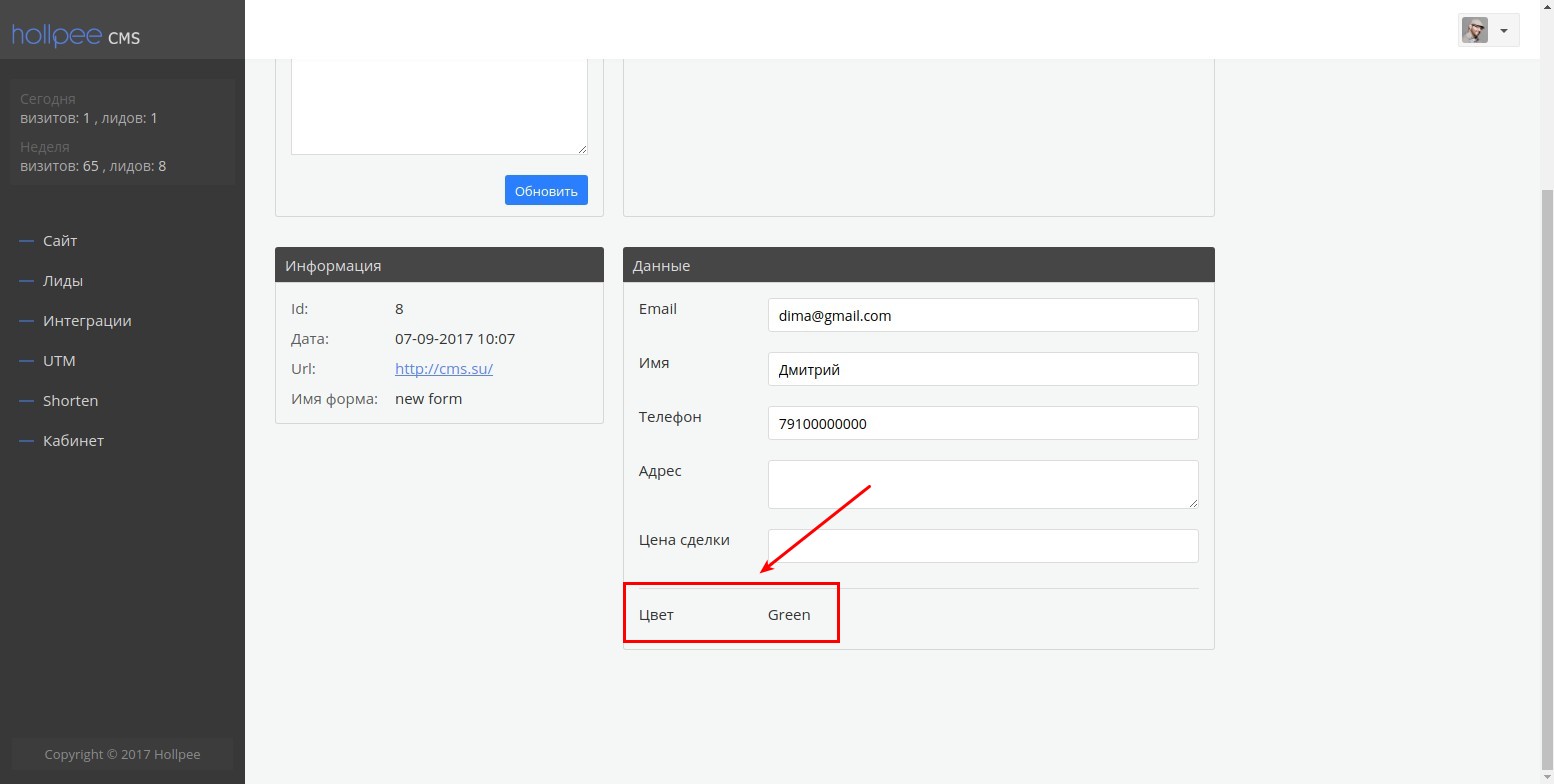 hollpee CMS
Сегодня
визитов: 1 , лидов: 1
Неделя
визитов: 65 , лидов: 8
Сайт
Лиды
Интеграции
UTM
Shorten
Кабинет
Copyright © 2017 Hollpee
Обновить
Информация
Id: 8
Дата: 07-09-2017 10:07
Url: http://cms.su/
Имя форма: new form
Данные
Email dima@gmail.com
Имя Дмитрий
Телефон 79100000000
Адрес
Цена сделки
Цвет Green